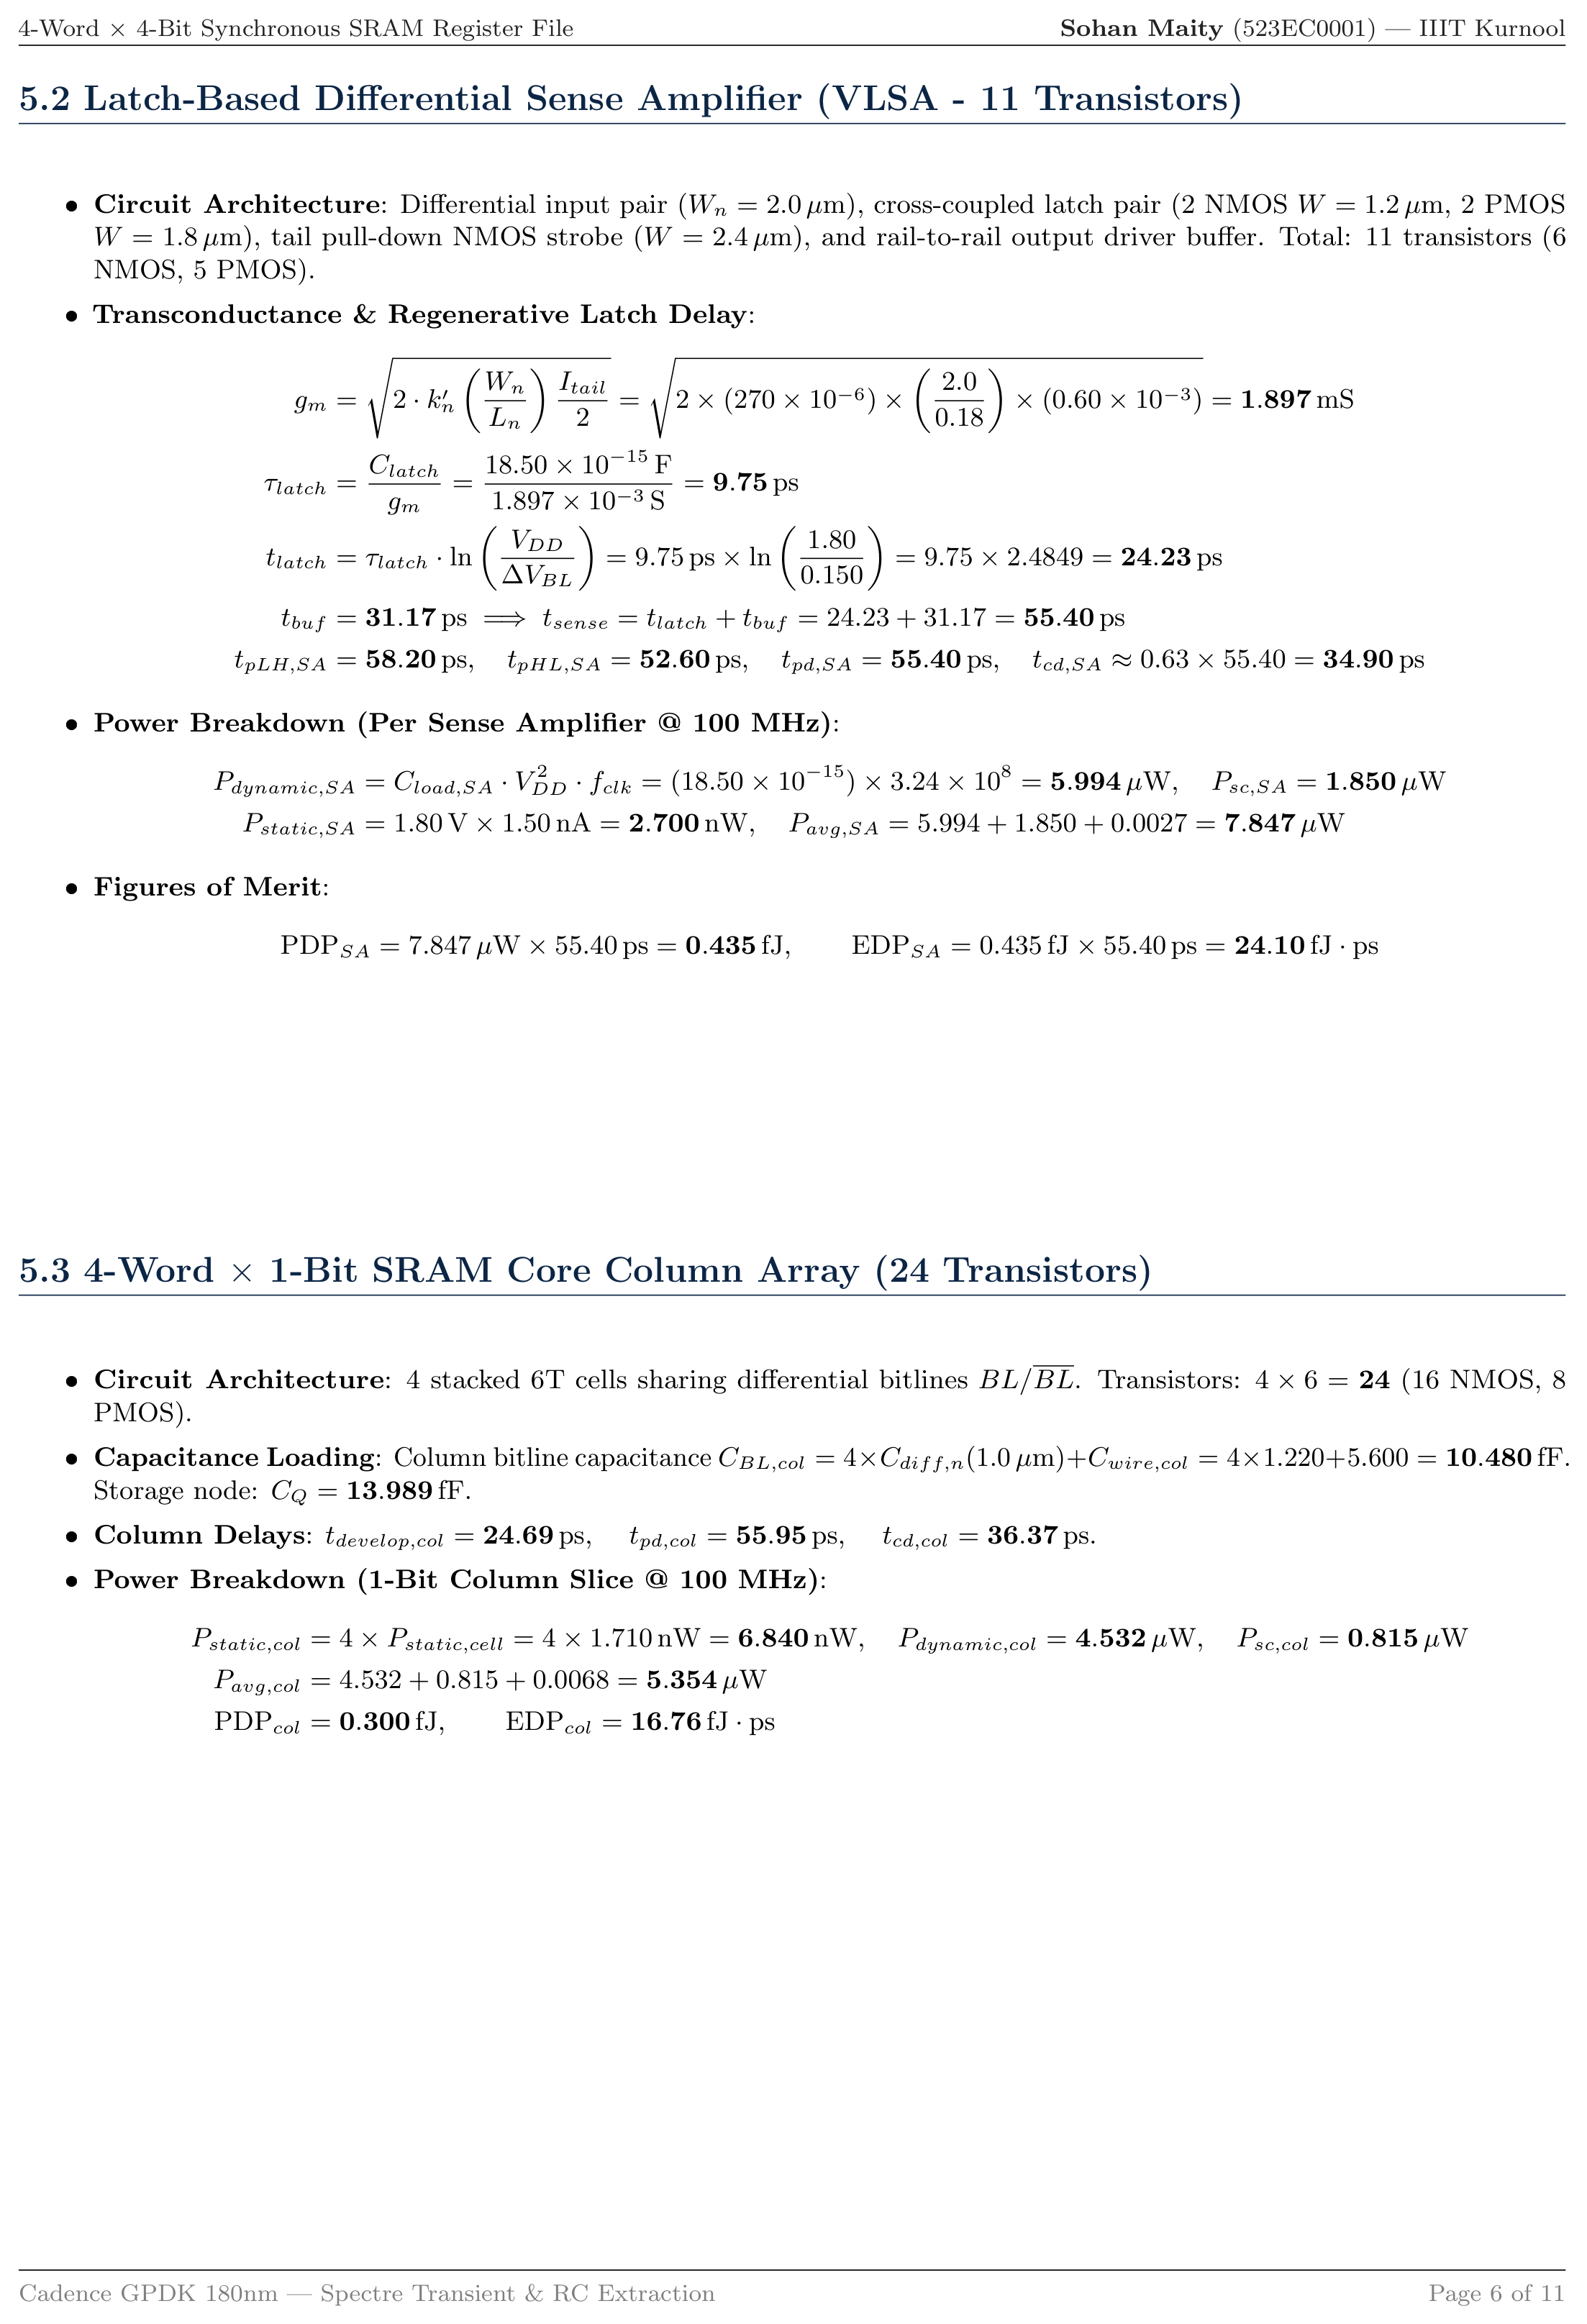 4-Word × 4-Bit Synchronous SRAM Register File Sohan Maity (523EC0001) — IIIT Kurnool
5.2 Latch-Based Differential Sense Amplifier (VLSA - 11 Transistors)
• Circuit Architecture: Differential input pair (Wₙ = 2.0 μm), cross-coupled latch pair (2 NMOS W = 1.2 μm, 2 PMOS
W = 1.8 μm), tail pull-down NMOS strobe (W = 2.4 μm), and rail-to-rail output driver buffer. Total: 11 transistors (6
NMOS, 5 PMOS).
• Transconductance & Regenerative Latch Delay:
g_m = √(2 · k′_n (W_n/L_n) I_tail/2) = √(2 × (270 × 10⁻⁶) × (2.0/0.18) × (0.60 × 10⁻³)) = 1.897 mS
τ_latch = C_latch/g_m = (18.50 × 10⁻¹⁵ F)/(1.897 × 10⁻³ S) = 9.75 ps
t_latch = τ_latch · ln (V_DD/ΔV_BL) = 9.75 ps × ln (1.80/0.150) = 9.75 × 2.4849 = 24.23 ps
t_buf = 31.17 ps ⟹ t_sense = t_latch + t_buf = 24.23 + 31.17 = 55.40 ps
t_pLH,SA = 58.20 ps, t_pHL,SA = 52.60 ps, t_pd,SA = 55.40 ps, t_cd,SA ≈ 0.63 × 55.40 = 34.90 ps
• Power Breakdown (Per Sense Amplifier @ 100 MHz):
P_dynamic,SA = C_load,SA · V²_DD · f_clk = (18.50 × 10⁻¹⁵) × 3.24 × 10⁸ = 5.994 μW, P_sc,SA = 1.850 μW
P_static,SA = 1.80 V × 1.50 nA = 2.700 nW, P_avg,SA = 5.994 + 1.850 + 0.0027 = 7.847 μW
• Figures of Merit:
PDP_SA = 7.847 μW × 55.40 ps = 0.435 fJ, EDP_SA = 0.435 fJ × 55.40 ps = 24.10 fJ · ps
5.3 4-Word × 1-Bit SRAM Core Column Array (24 Transistors)
• Circuit Architecture: 4 stacked 6T cells sharing differential bitlines BL/B̅L̅. Transistors: 4 × 6 = 24 (16 NMOS, 8
PMOS).
• Capacitance Loading: Column bitline capacitance C_BL,col = 4×C_diff,n(1.0 μm)+C_wire,col = 4×1.220+5.600 = 10.480 fF.
Storage node: C_Q = 13.989 fF.
• Column Delays: t_develop,col = 24.69 ps, t_pd,col = 55.95 ps, t_cd,col = 36.37 ps.
• Power Breakdown (1-Bit Column Slice @ 100 MHz):
P_static,col = 4 × P_static,cell = 4 × 1.710 nW = 6.840 nW, P_dynamic,col = 4.532 μW, P_sc,col = 0.815 μW
P_avg,col = 4.532 + 0.815 + 0.0068 = 5.354 μW
PDP_col = 0.300 fJ, EDP_col = 16.76 fJ · ps
Cadence GPDK 180nm — Spectre Transient & RC Extraction Page 6 of 11